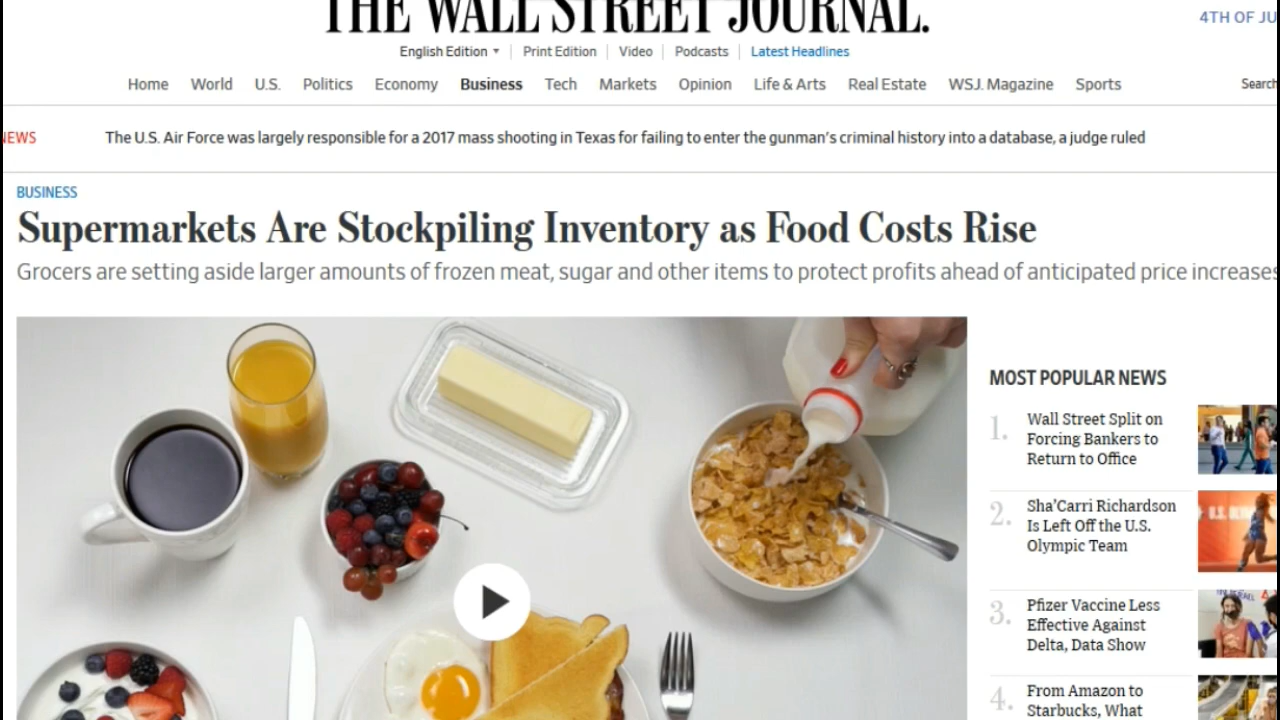 THE WALL STREET JOURNAL.
4TH OF JU
English Edition Print Edition Video Podcasts Latest Headlines
Home World U.S. Politics Economy Business Tech Markets Opinion Life & Arts Real Estate WSJ. Magazine Sports Search
NEWS The U.S. Air Force was largely responsible for a 2017 mass shooting in Texas for failing to enter the gunman's criminal history into a database, a judge ruled
BUSINESS
Supermarkets Are Stockpiling Inventory as Food Costs Rise
Grocers are setting aside larger amounts of frozen meat, sugar and other items to protect profits ahead of anticipated price increases
MOST POPULAR NEWS
1. Wall Street Split on
Forcing Bankers to
Return to Office
2. Sha'Carri Richardson
Is Left Off the U.S.
Olympic Team
3. Pfizer Vaccine Less
Effective Against
Delta, Data Show
4. From Amazon to
Starbucks, What